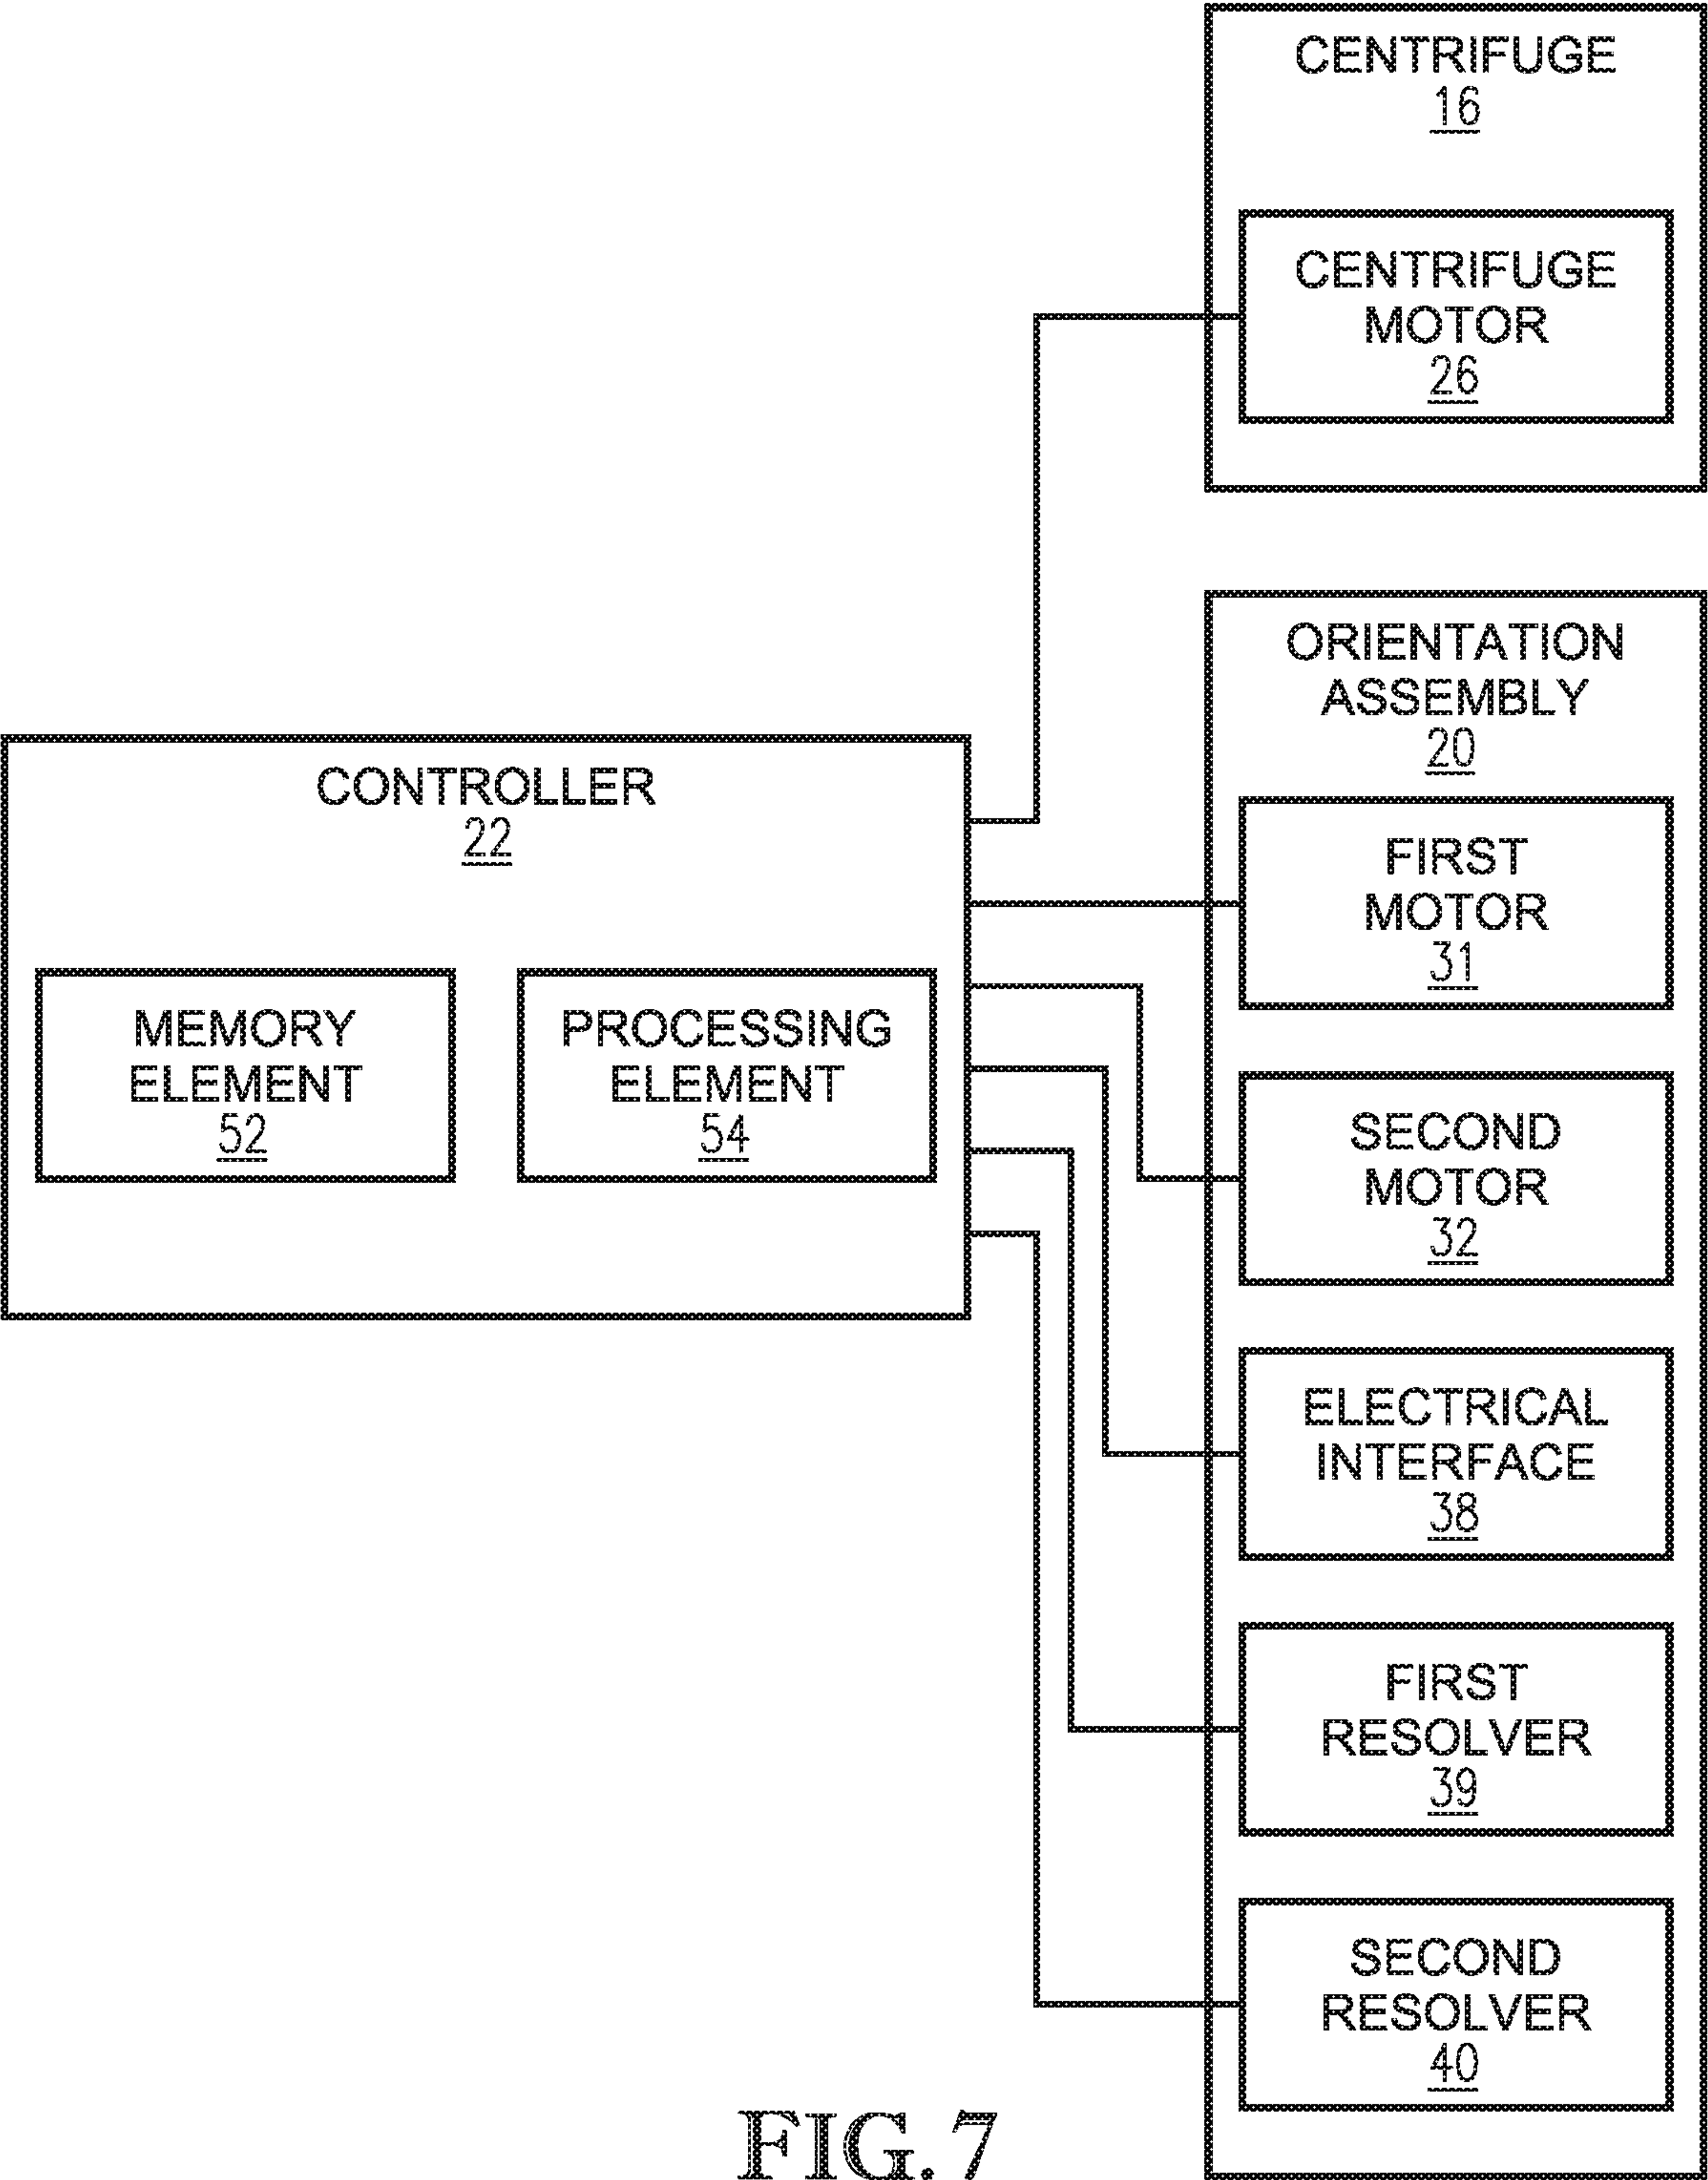 CENTRIFUGE
16
CENTRIFUGE
MOTOR
26
ORIENTATION
ASSEMBLY
20
FIRST
MOTOR
31
SECOND
MOTOR
32
ELECTRICAL
INTERFACE
38
FIRST
RESOLVER
39
SECOND
RESOLVER
40
CONTROLLER
22
MEMORY
ELEMENT
52
PROCESSING
ELEMENT
54
FIG. 7